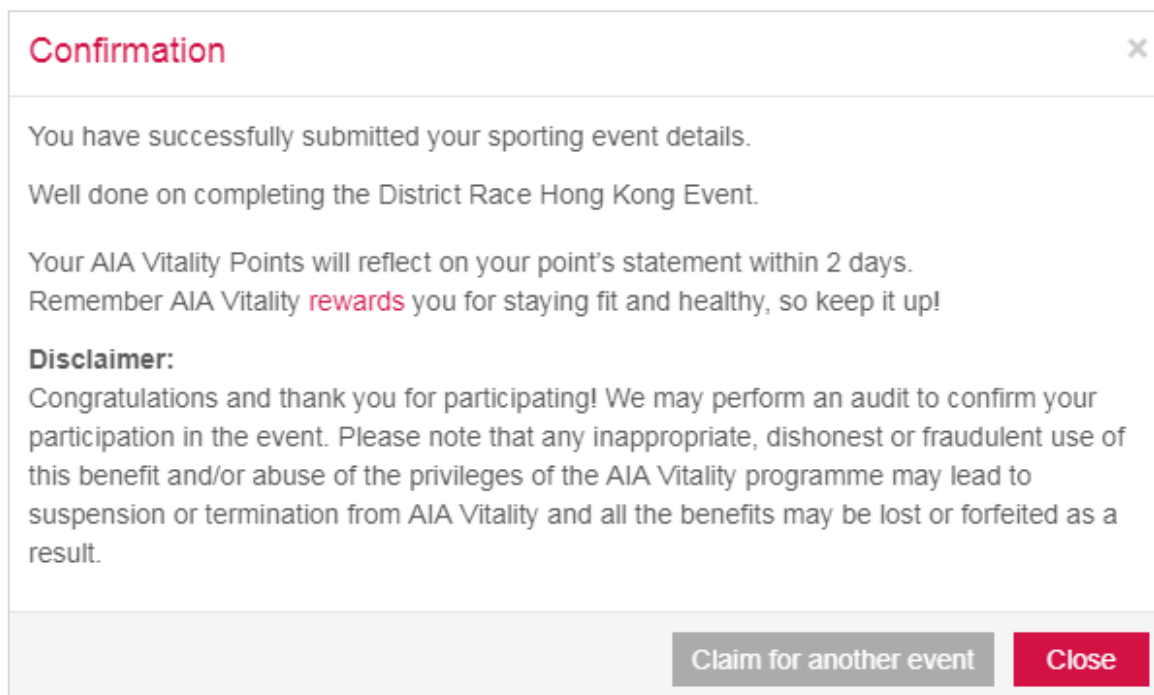 Confirmation
×
You have successfully submitted your sporting event details.
Well done on completing the District Race Hong Kong Event.
Your AIA Vitality Points will reflect on your point's statement within 2 days.
Remember AIA Vitality rewards you for staying fit and healthy, so keep it up!
Disclaimer:
Congratulations and thank you for participating! We may perform an audit to confirm your
participation in the event. Please note that any inappropriate, dishonest or fraudulent use of
this benefit and/or abuse of the privileges of the AIA Vitality programme may lead to
suspension or termination from AIA Vitality and all the benefits may be lost or forfeited as a
result.
Claim for another event
Close